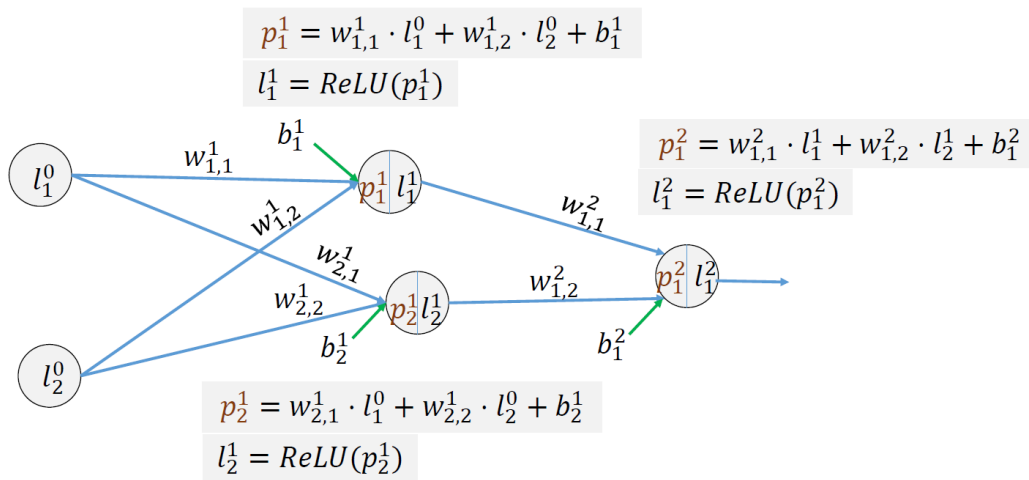 p_1^1 = w_{1,1}^1 · l_1^0 + w_{1,2}^1 · l_2^0 + b_1^1
l_1^1 = ReLU(p_1^1)
b_1^1
w_{1,1}^1
p_1^2 = w_{1,1}^2 · l_1^1 + w_{1,2}^2 · l_2^1 + b_1^2
l_1^2 = ReLU(p_1^2)
l_1^0
p_1^1 l_1^1
w_{1,2}^1
w_{1,1}^2
w_{2,1}^1
p_1^2 l_1^2
w_{2,2}^1
w_{1,2}^2
p_2^1 l_2^1
b_2^1
b_1^2
l_2^0
p_2^1 = w_{2,1}^1 · l_1^0 + w_{2,2}^1 · l_2^0 + b_2^1
l_2^1 = ReLU(p_2^1)